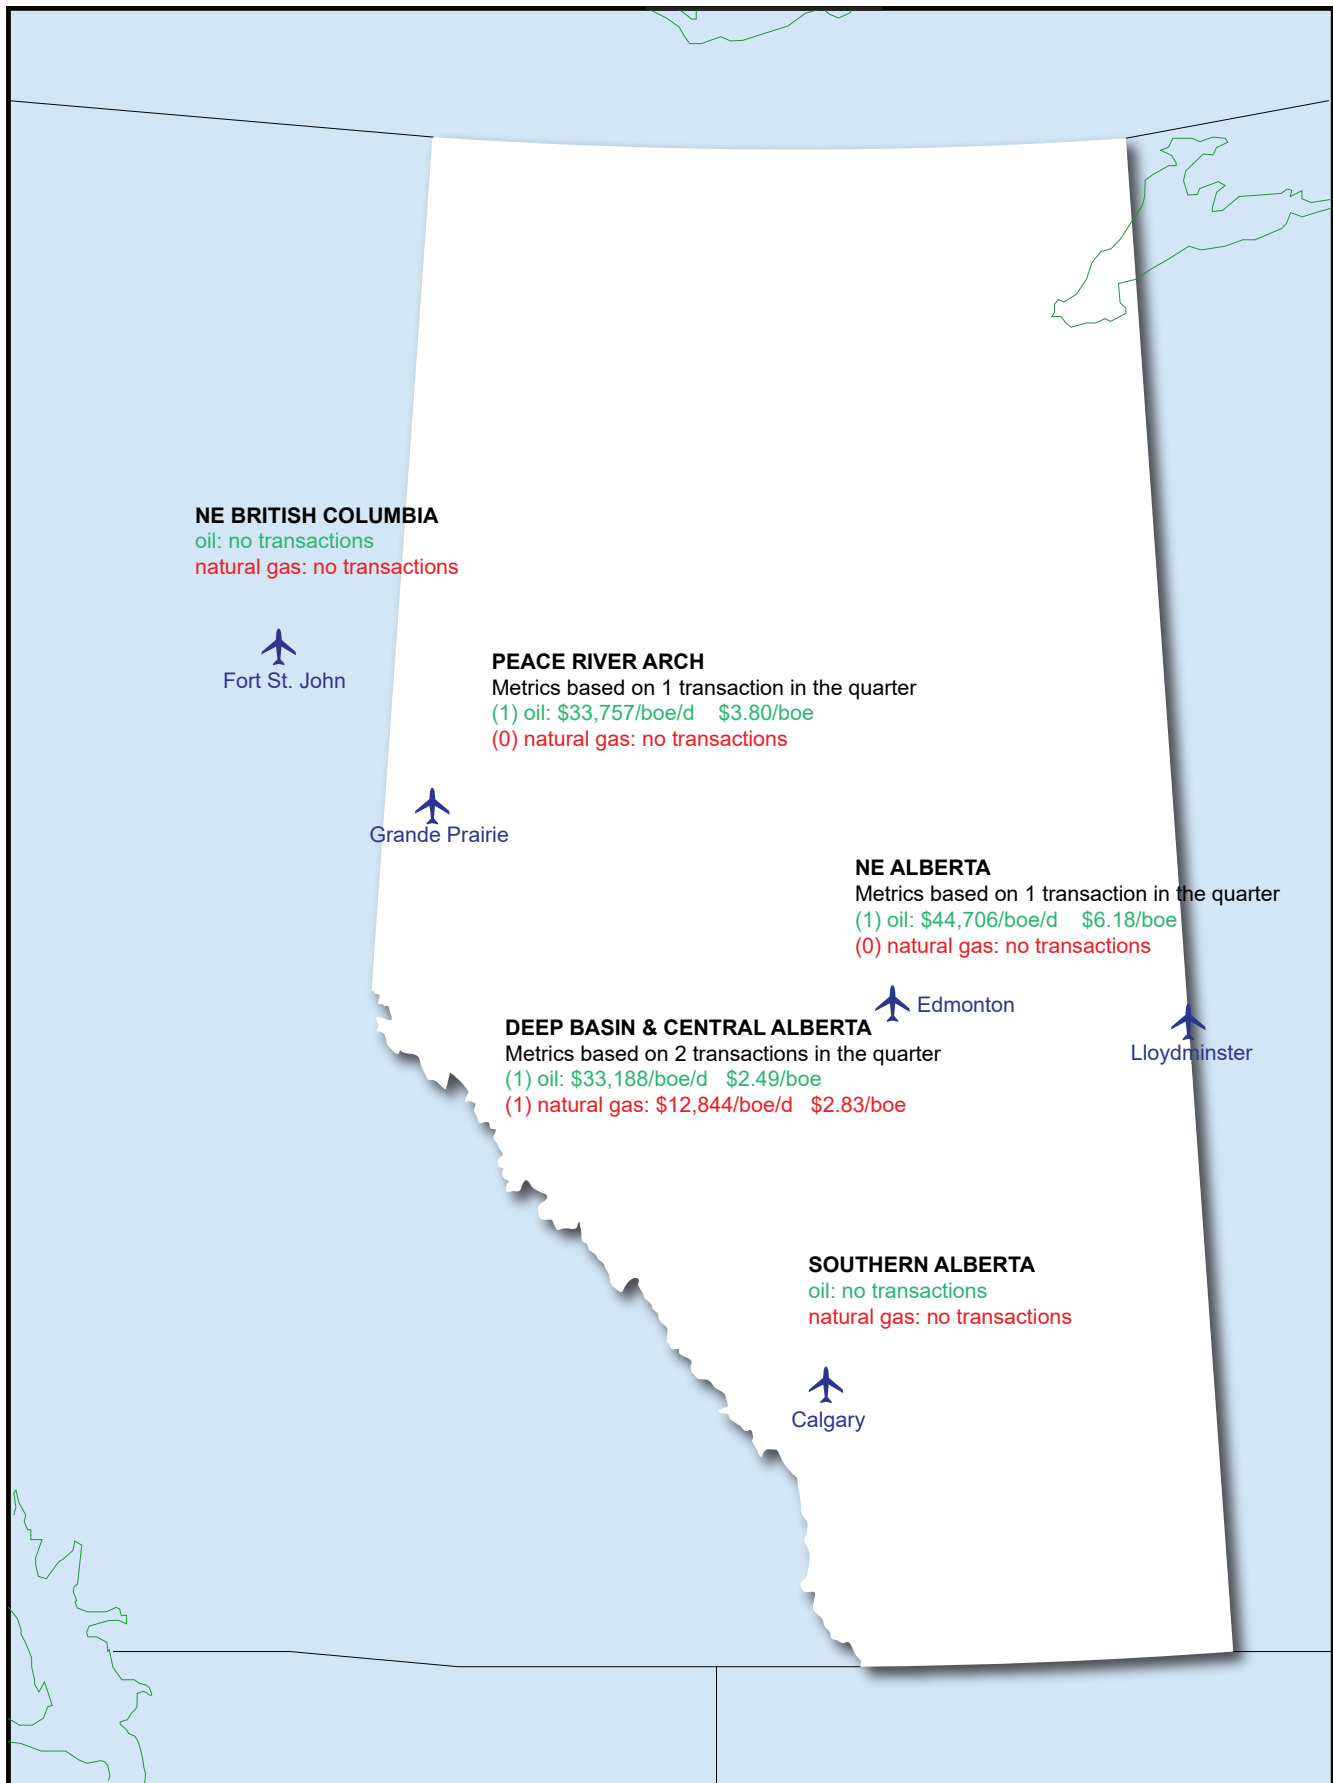 NE BRITISH COLUMBIA
oil: no transactions
natural gas: no transactions
Fort St. John
PEACE RIVER ARCH
Metrics based on 1 transaction in the quarter
(1) oil: $33,757/boe/d $3.80/boe
(0) natural gas: no transactions
Grande Prairie
NE ALBERTA
Metrics based on 1 transaction in the quarter
(1) oil: $44,706/boe/d $6.18/boe
(0) natural gas: no transactions
Edmonton
Lloydminster
DEEP BASIN & CENTRAL ALBERTA
Metrics based on 2 transactions in the quarter
(1) oil: $33,188/boe/d $2.49/boe
(1) natural gas: $12,844/boe/d $2.83/boe
SOUTHERN ALBERTA
oil: no transactions
natural gas: no transactions
Calgary